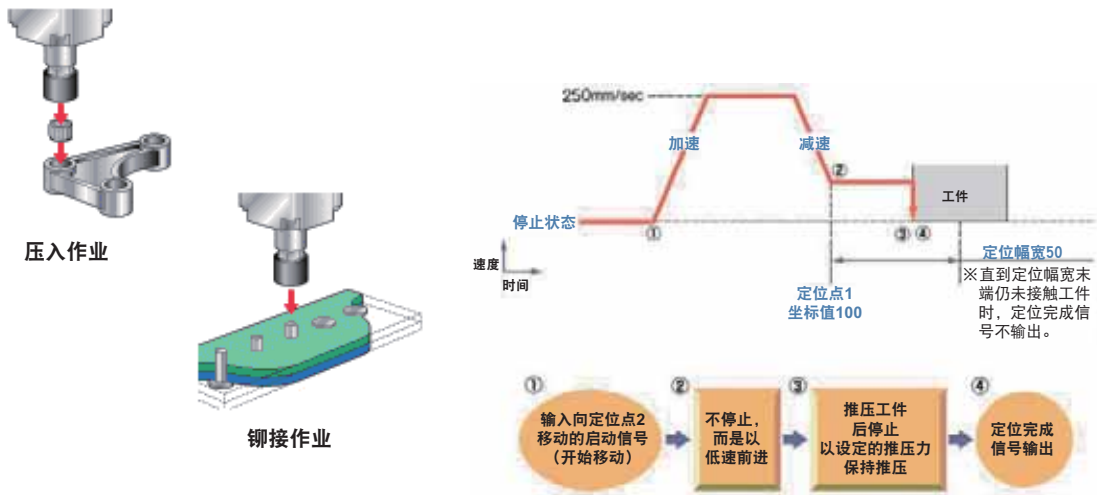 压入作业
铆接作业
250mm/sec
加速
减速
②
工件
停止状态
①
③ ④
速度
时间
定位幅宽50
定位点1
坐标值100
※直到定位幅宽末
端仍未接触工件
时，定位完成信
号不输出。
①
输入向定位点2
移动的启动信号
（开始移动）
②
不停止，
而是以
低速前进
③
推压工件
后停止
以设定的推压力
保持推压
④
定位完成
信号输出